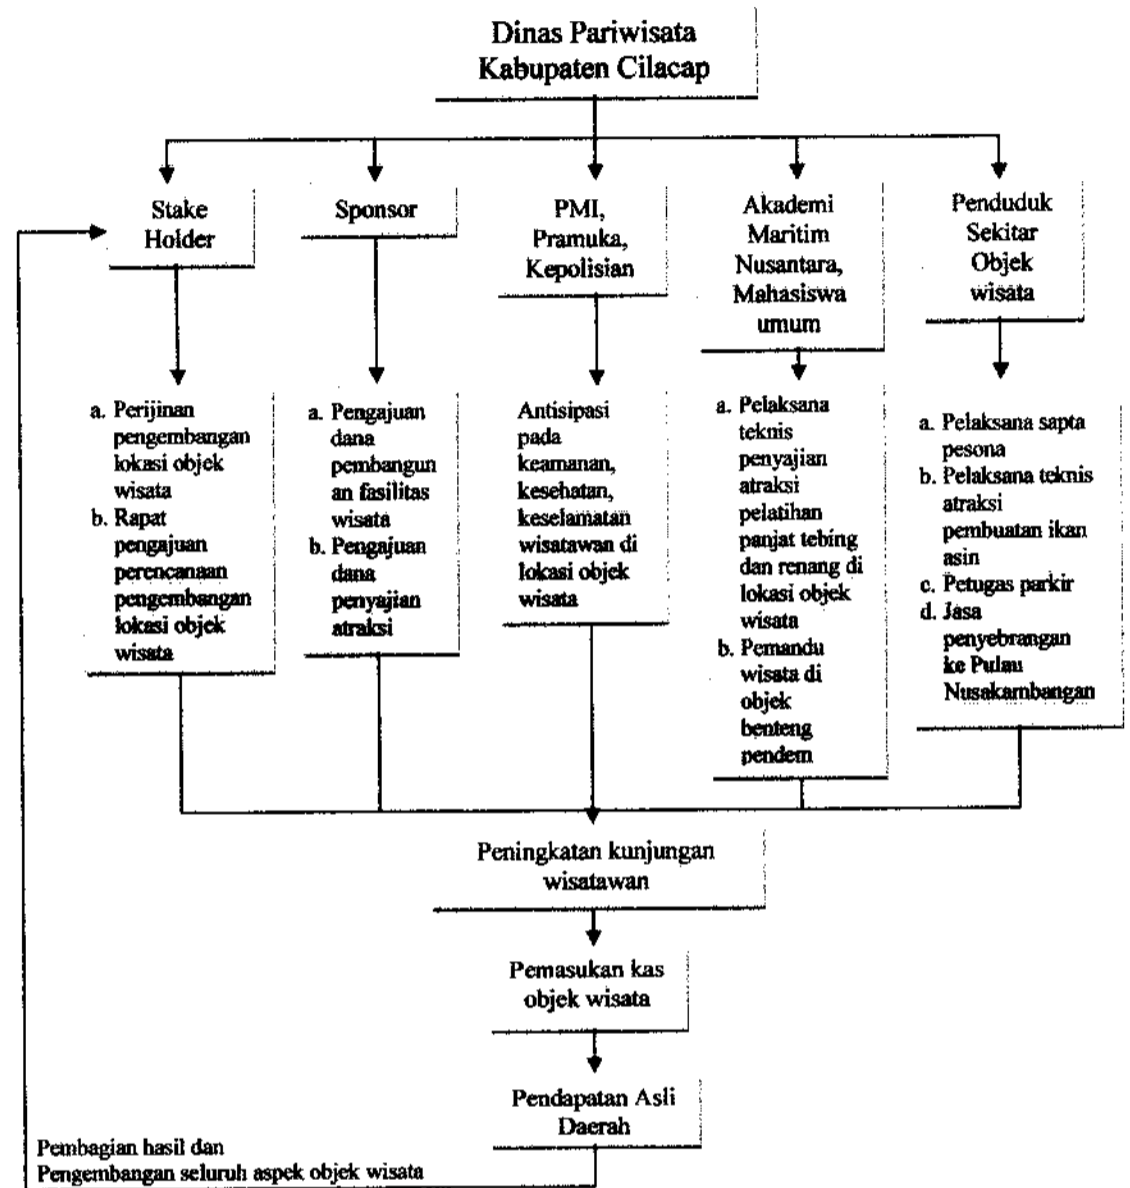 Dinas Pariwisata
Kabupaten Cilacap
Stake
Holder
Sponsor
PMI,
Pramuka,
Kepolisian
Akademi
Maritim
Nusantara,
Mahasiswa
umum
Penduduk
Sekitar
Objek
wisata
a. Perijinan
pengembangan
lokasi objek
wisata
b. Rapat
pengajuan
perencanaan
pengembangan
lokasi objek
wisata
a. Pengajuan
dana
pembangun
an fasilitas
wisata
b. Pengajuan
dana
penyajian
atraksi
Antisipasi
pada
keamanan,
kesehatan,
keselamatan
wisatawan di
lokasi objek
wisata
a. Pelaksana
teknis
penyajian
atraksi
pelatihan
panjat tebing
dan renang di
lokasi objek
wisata
b. Pemandu
wisata di
objek
benteng
pendem
a. Pelaksana sapta
pesona
b. Pelaksana teknis
atraksi
pembuatan ikan
asin
c. Petugas parkir
d. Jasa
penyebrangan
ke Pulau
Nusakambangan
Peningkatan kunjungan
wisatawan
Pemasukan kas
objek wisata
Pendapatan Asli
Daerah
Pembagian hasil dan
Pengembangan seluruh aspek objek wisata